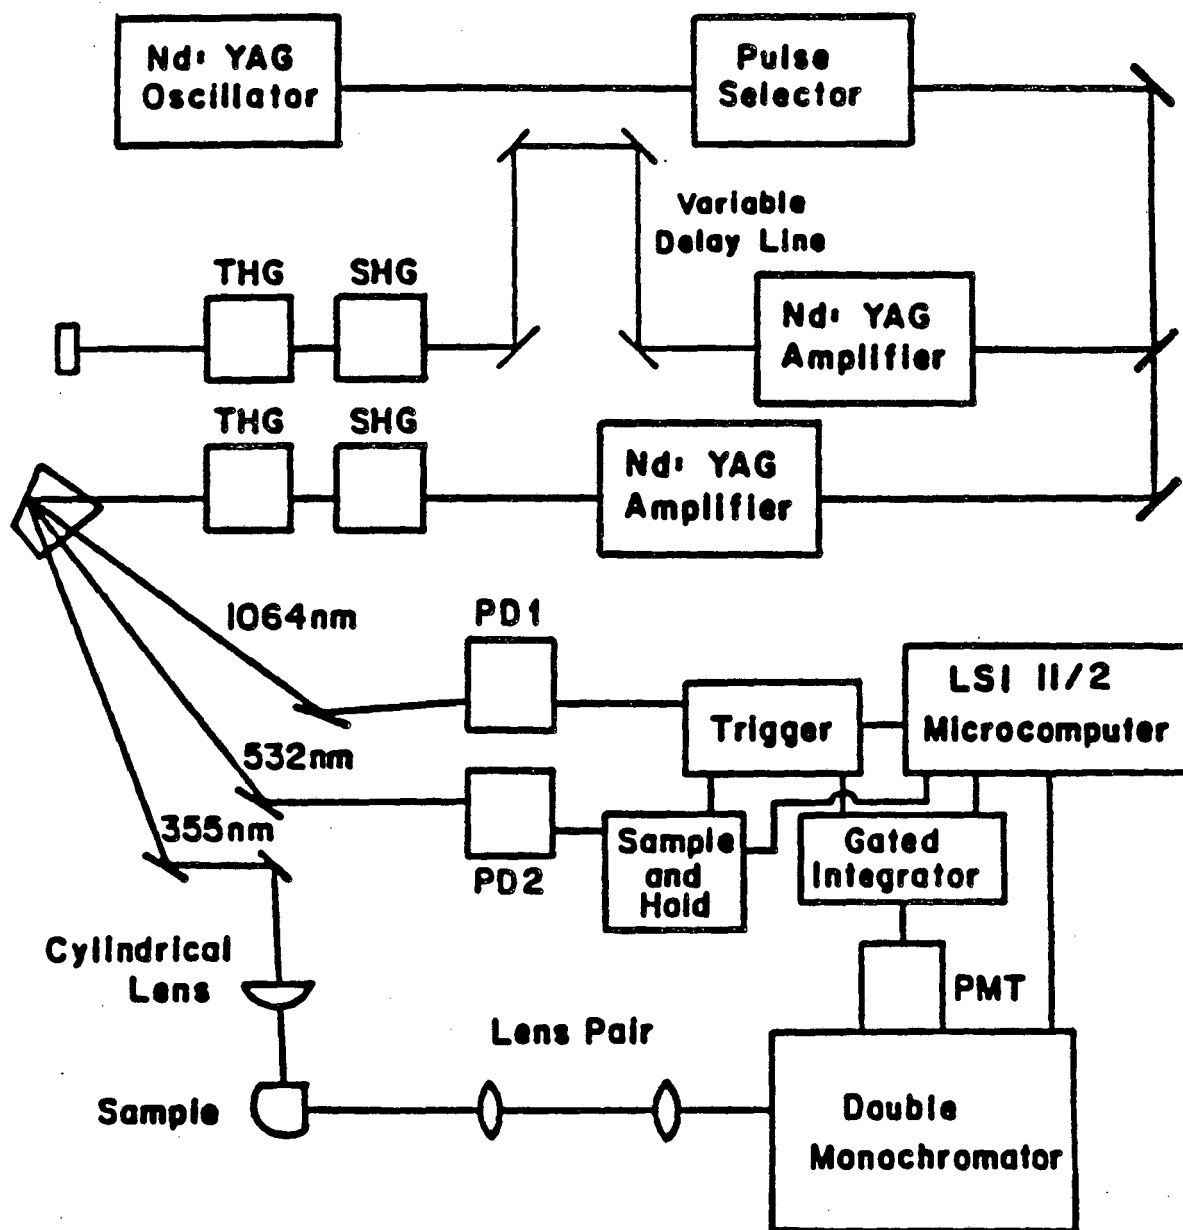 Nd: YAG
Oscillator
Pulse
Selector
Variable
Delay Line
THG
SHG
Nd: YAG
Amplifier
THG
SHG
Nd: YAG
Amplifier
1064nm
PD1
LSI 11/2
Microcomputer
Trigger
532nm
355nm
PD2
Sample
and
Hold
Gated
Integrator
Cylindrical
Lens
PMT
Lens Pair
Sample
Double
Monochromator